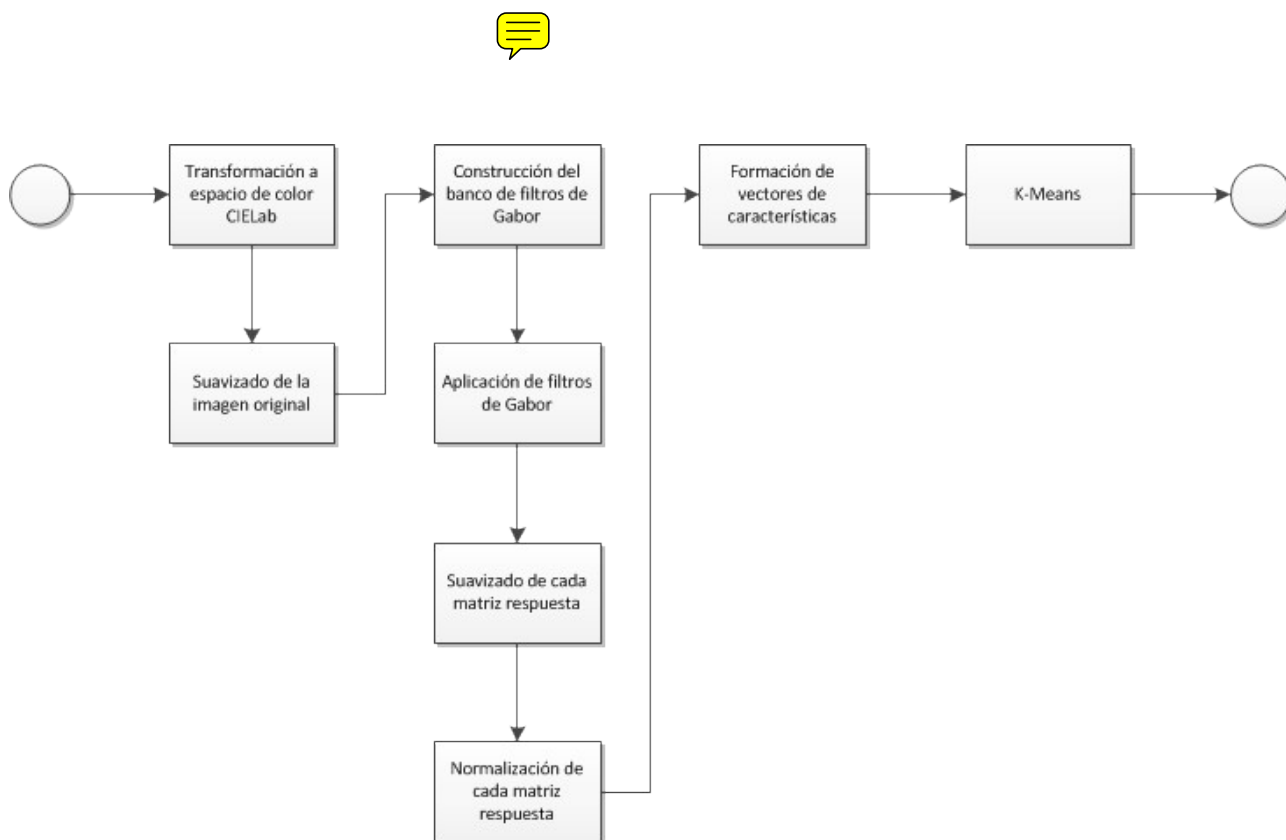 Transformación a
espacio de color
CIELab
Suavizado de la
imagen original
Construcción del
banco de filtros de
Gabor
Aplicación de filtros
de Gabor
Suavizado de cada
matriz respuesta
Normalización de
cada matriz
respuesta
Formación de
vectores de
características
K-Means